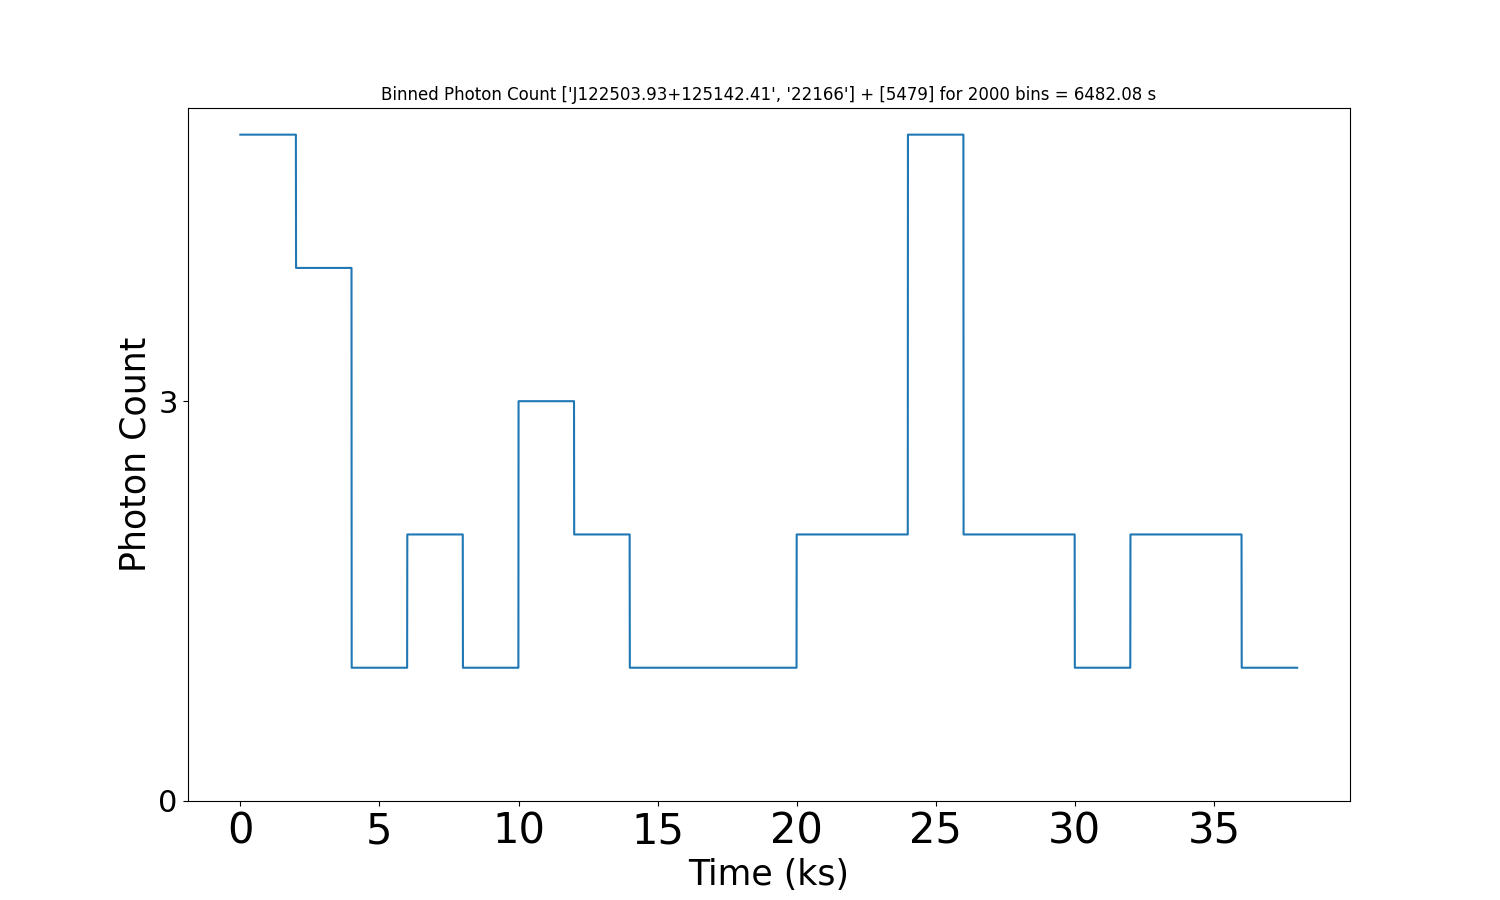 Binned Photon Count ['J122503.93+125142.41', '22166'] + [5479] for 2000 bins = 6482.08 s
Photon Count
3
0
0 5 10 15 20 25 30 35
Time (ks)